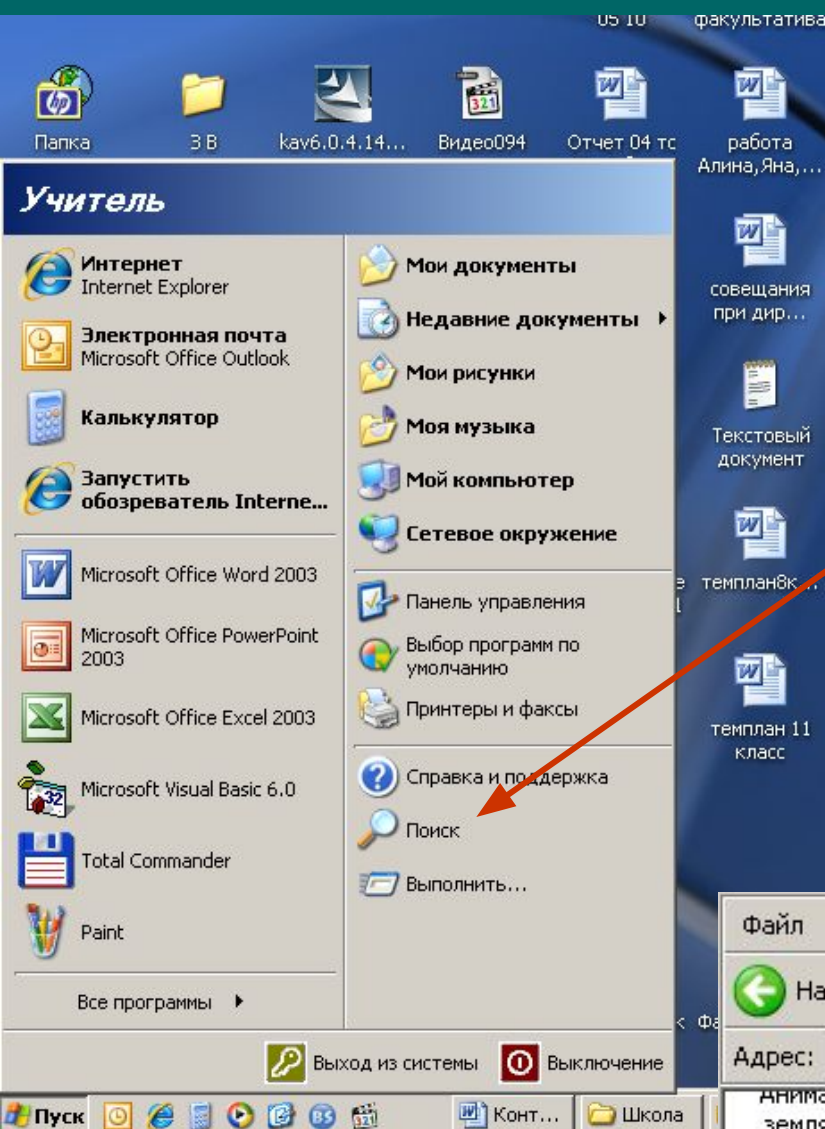 05 10
факультатива
Папка
3 В
kav6.0.4.14...
Видео094
Отчет 04 то
работа
Алина,Яна,...
Учитель
Интернет
Internet Explorer
Электронная почта
Microsoft Office Outlook
Калькулятор
Запустить
обозреватель Interne...
Microsoft Office Word 2003
Microsoft Office PowerPoint
2003
Microsoft Office Excel 2003
Microsoft Visual Basic 6.0
Total Commander
Paint
Все программы
Мои документы
Недавние документы
Мои рисунки
Моя музыка
Мой компьютер
Сетевое окружение
Панель управления
Выбор программ по
умолчанию
Принтеры и факсы
Справка и поддержка
Поиск
Выполнить...
Выход из системы
Выключение
совещания
при дир...
Текстовый
документ
темплан8к...
темплан 11
класс
Файл
На
Адрес:
Пуск
Конт...
Школа